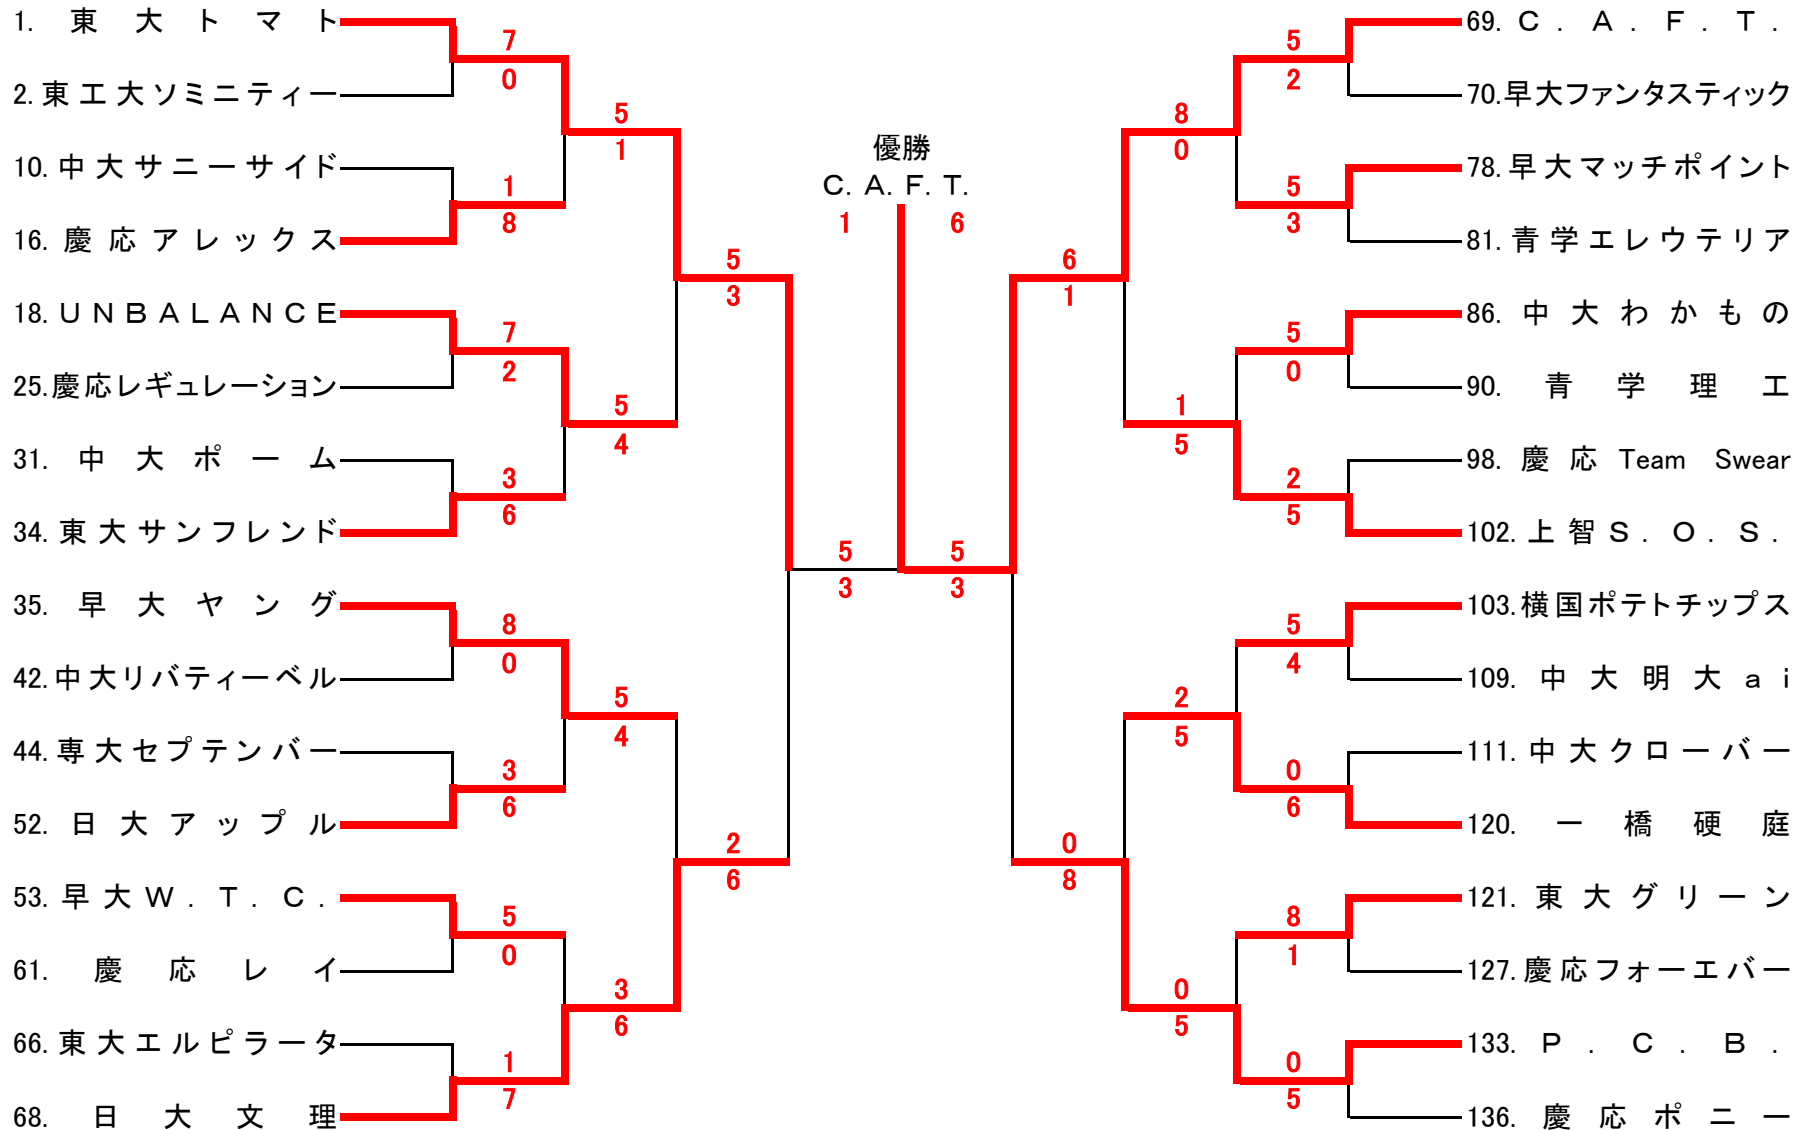 1. 東大トマト
2. 東工大ソミニティー
10. 中大サニーサイド
16. 慶応アレックス
18. UNBALANCE
25. 慶応レギュレーション
31. 中大ポーム
34. 東大サンフレンド
35. 早大ヤング
42. 中大リバティーベル
44. 専大セプテンバー
52. 日大アップル
53. 早大W.T.C.
61. 慶応レイ
66. 東大エルピラータ
68. 日大文理
7
0
1
8
7
2
3
6
8
0
3
6
5
0
1
7
5
1
5
4
5
4
3
6
5
3
2
6
5
3
優勝
C. A. F. T.
1 6
5
3
6
1
0
8
8
0
1
5
2
5
0
5
5
2
5
3
5
0
2
5
5
4
0
6
8
1
0
5
69. C.A.F.T.
70. 早大ファンタスティック
78. 早大マッチポイント
81. 青学エレウテリア
86. 中大わかもの
90. 青学理工
98. 慶応 Team Swear
102. 上智S.O.S.
103. 横国ポテトチップス
109. 中大明大ai
111. 中大クローバー
120. 一橋硬庭
121. 東大グリーン
127. 慶応フォーエバー
133. P.C.B.
136. 慶応ポニー